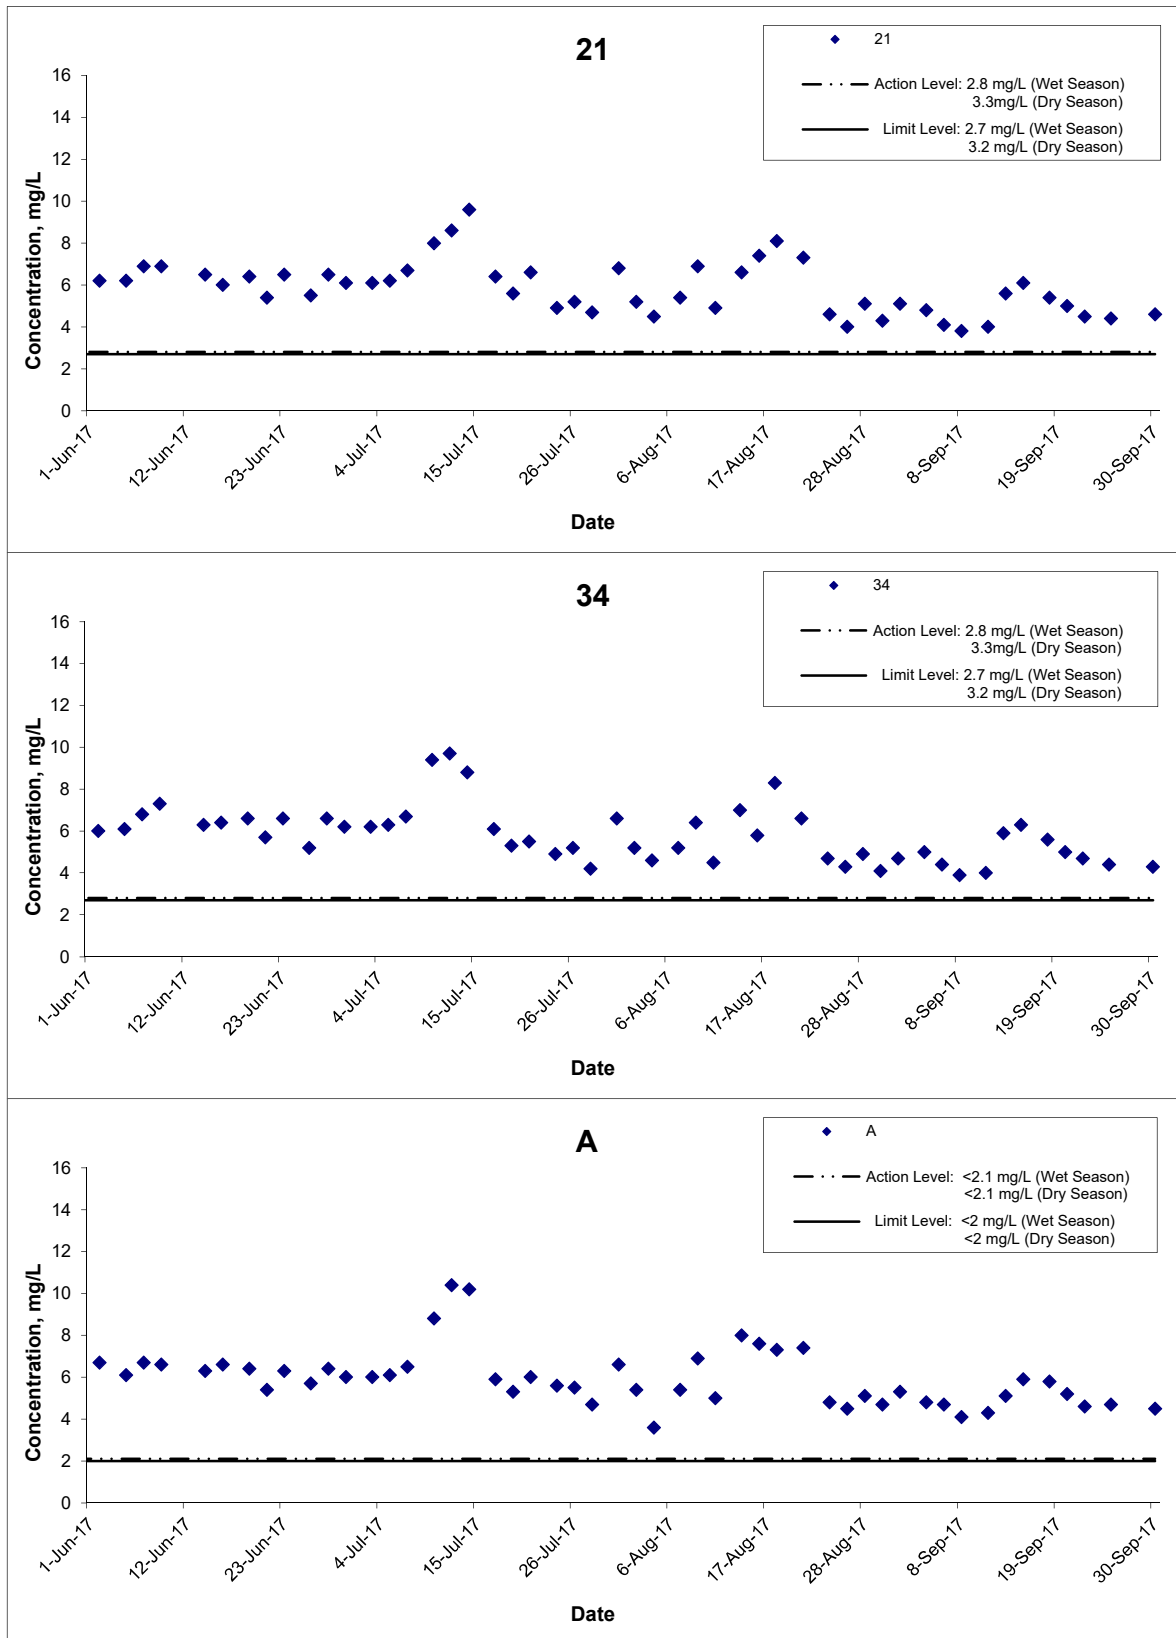 21
21
Action Level: 2.8 mg/L (Wet Season)
3.3mg/L (Dry Season)
Limit Level: 2.7 mg/L (Wet Season)
3.2 mg/L (Dry Season)
Concentration, mg/L
16
14
12
10
8
6
4
2
0
1-Jun-17
12-Jun-17
23-Jun-17
4-Jul-17
15-Jul-17
26-Jul-17
6-Aug-17
17-Aug-17
28-Aug-17
8-Sep-17
19-Sep-17
30-Sep-17
Date
34
34
Action Level: 2.8 mg/L (Wet Season)
3.3mg/L (Dry Season)
Limit Level: 2.7 mg/L (Wet Season)
3.2 mg/L (Dry Season)
Concentration, mg/L
16
14
12
10
8
6
4
2
0
1-Jun-17
12-Jun-17
23-Jun-17
4-Jul-17
15-Jul-17
26-Jul-17
6-Aug-17
17-Aug-17
28-Aug-17
8-Sep-17
19-Sep-17
30-Sep-17
Date
A
A
Action Level: <2.1 mg/L (Wet Season)
<2.1 mg/L (Dry Season)
Limit Level: <2 mg/L (Wet Season)
<2 mg/L (Dry Season)
Concentration, mg/L
16
14
12
10
8
6
4
2
0
1-Jun-17
12-Jun-17
23-Jun-17
4-Jul-17
15-Jul-17
26-Jul-17
6-Aug-17
17-Aug-17
28-Aug-17
8-Sep-17
19-Sep-17
30-Sep-17
Date